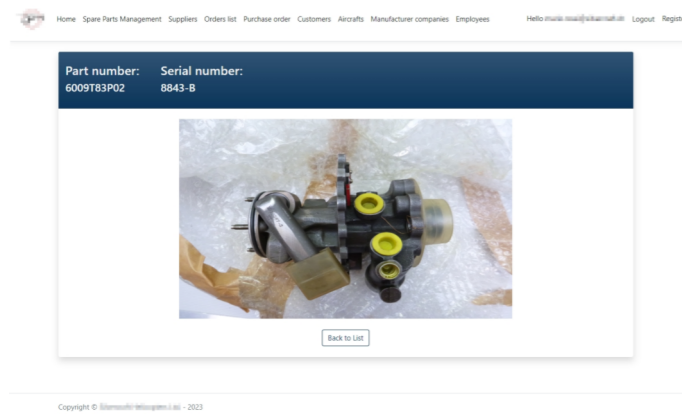 Home Spare Parts Management Suppliers Orders list Purchase order Customers Aircrafts Manufacturer companies Employees Hello Logout Registe
Part number: Serial number:
6009T83P02 8843-B
Back to List
Copyright © - 2023